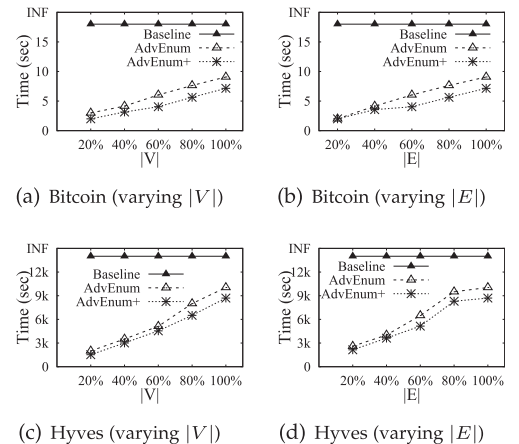 INF
15
10
5
0
Time (sec)
Baseline
AdvEnum
AdvEnum+
20% 40% 60% 80% 100%
|V|
(a) Bitcoin (varying |V|)
INF
15
10
5
0
Time (sec)
Baseline
AdvEnum
AdvEnum+
20% 40% 60% 80% 100%
|E|
(b) Bitcoin (varying |E|)
INF
12k
9k
6k
3k
Time (sec)
Baseline
AdvEnum
AdvEnum+
20% 40% 60% 80% 100%
|V|
(c) Hyves (varying |V|)
INF
12k
9k
6k
3k
Time (sec)
Baseline
AdvEnum
AdvEnum+
20% 40% 60% 80% 100%
|E|
(d) Hyves (varying |E|)